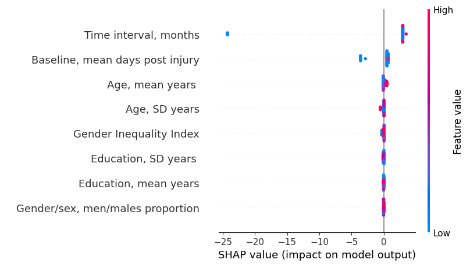 High
Time interval, months
Baseline, mean days post injury
Age, mean years
Age, SD years
Gender Inequality Index
Education, SD years
Education, mean years
Gender/sex, men/males proportion
Feature value
Low
−25 −20 −15 −10 −5 0
SHAP value (impact on model output)